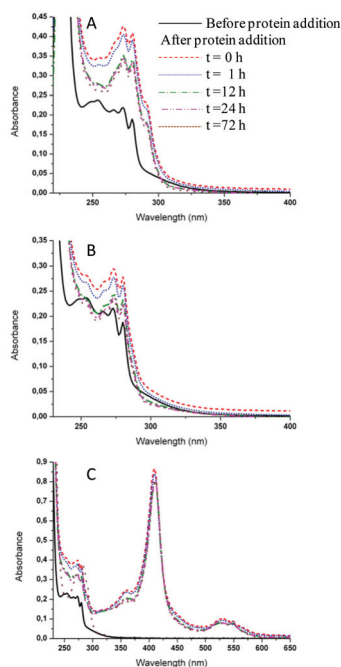 A
Before protein addition
After protein addition
t = 0 h
t = 1 h
t =12 h
t =24 h
t =72 h
0,45
0,40
0,35
0,30
0,25
0,20
0,15
0,10
0,05
0,00
Absorbance
250
300
350
400
Wavelength (nm)
B
0,35
0,30
0,25
0,20
0,15
0,10
0,05
0,00
Absorbance
250
300
350
400
Wavelength (nm)
C
0,9
0,8
0,7
0,6
0,5
0,4
0,3
0,2
0,1
0,0
Absorbance
250
300
350
400
450
500
550
600
650
Wavelength (nm)